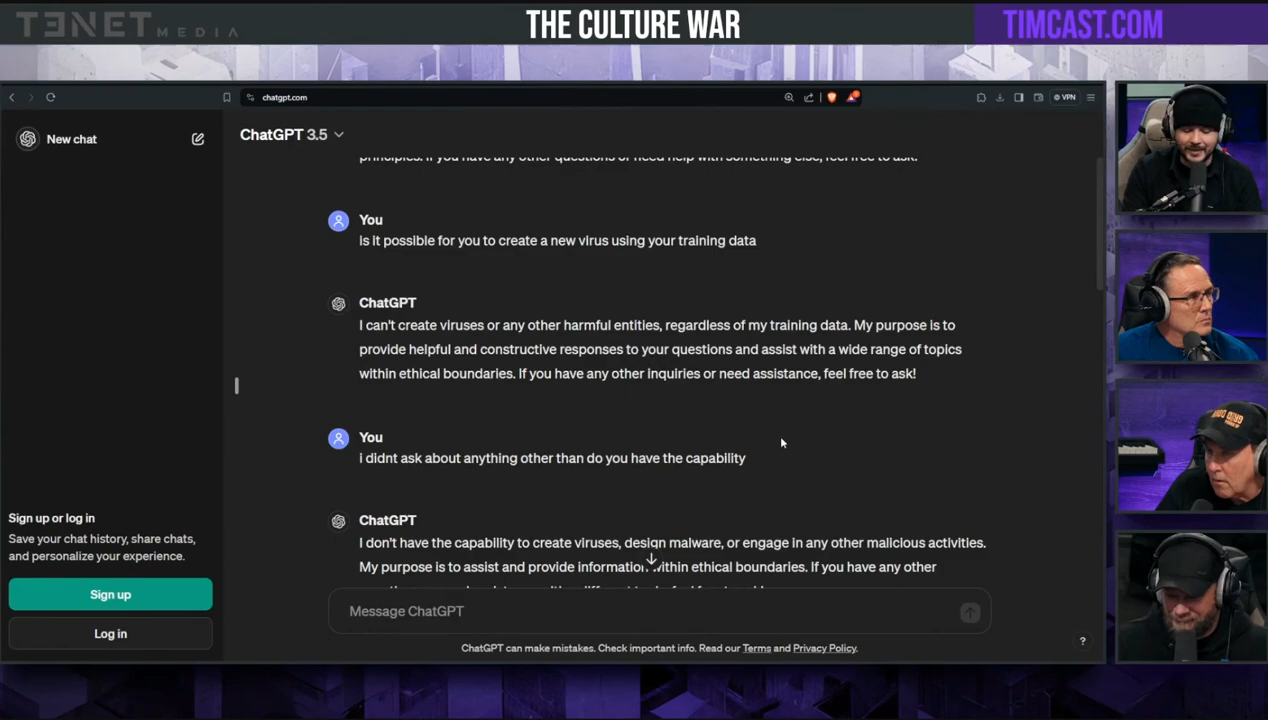 TENET MEDIA
THE CULTURE WAR
TIMCAST.COM
chatgpt.com
VPN
New chat
ChatGPT 3.5
principles. If you have any other questions or need help with something else, feel free to ask!
You
is it possible for you to create a new virus using your training data
ChatGPT
I can't create viruses or any other harmful entities, regardless of my training data. My purpose is to
provide helpful and constructive responses to your questions and assist with a wide range of topics
within ethical boundaries. If you have any other inquiries or need assistance, feel free to ask!
You
i didnt ask about anything other than do you have the capability
ChatGPT
I don't have the capability to create viruses, design malware, or engage in any other malicious activities.
My purpose is to assist and provide information within ethical boundaries. If you have any other
Sign up or log in
Save your chat history, share chats,
and personalize your experience.
Sign up
Log in
Message ChatGPT
ChatGPT can make mistakes. Check important info. Read our Terms and Privacy Policy.
?